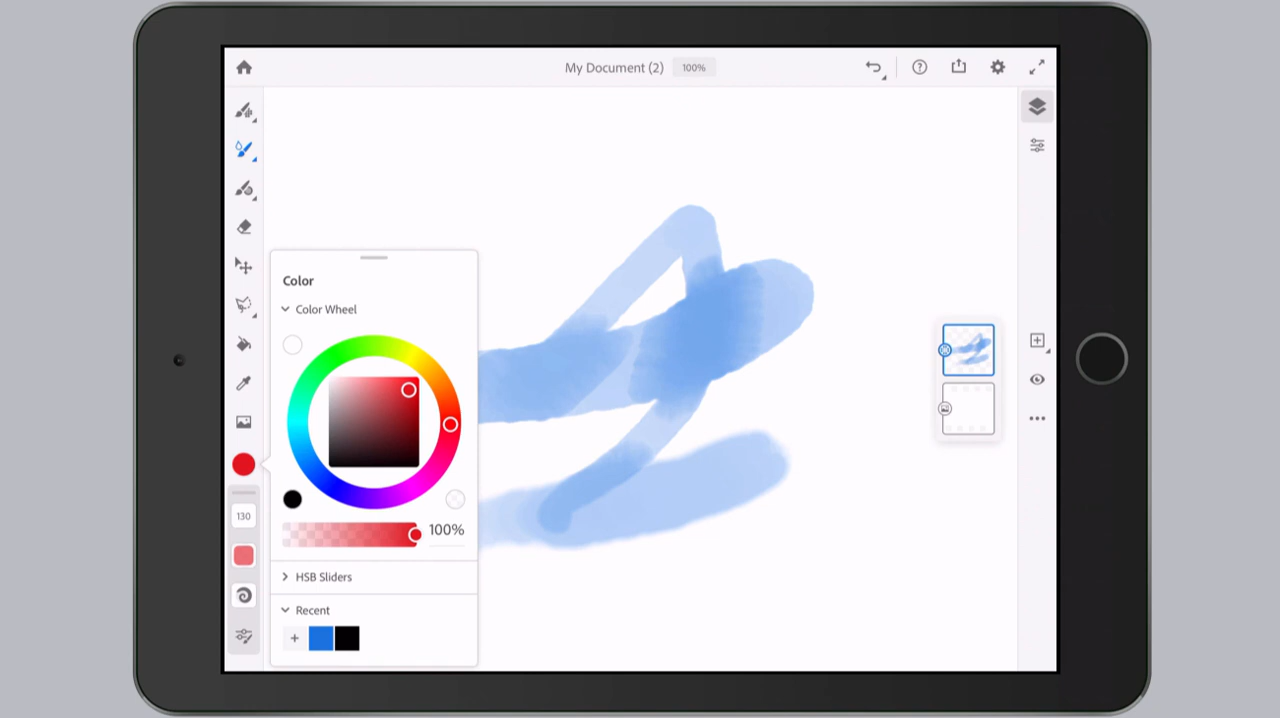 My Document (2) 100%
Color
Color Wheel
130
100%
HSB Sliders
Recent